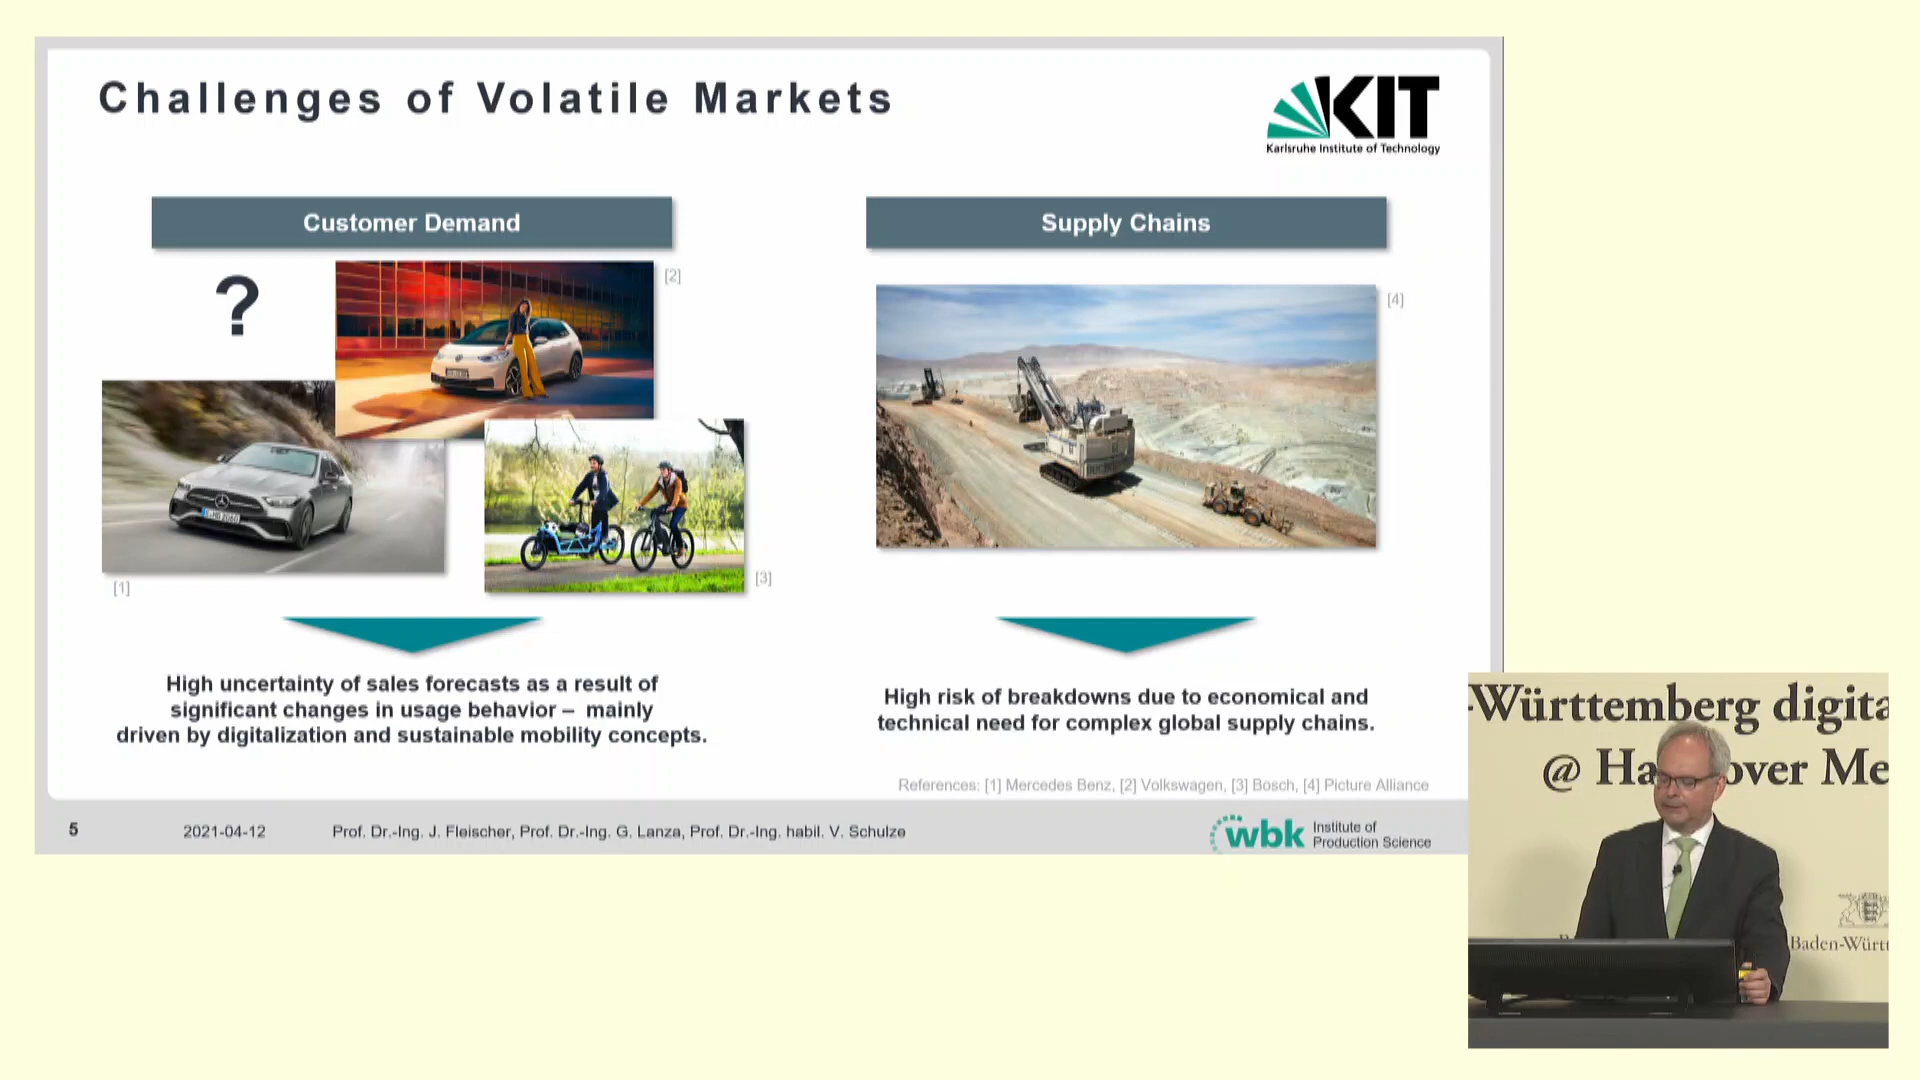 Challenges of Volatile Markets
KIT
Karlsruhe Institute of Technology
Customer Demand
Supply Chains
?
[2]
[4]
[1]
[3]
High uncertainty of sales forecasts as a result of
significant changes in usage behavior – mainly
driven by digitalization and sustainable mobility concepts.
High risk of breakdowns due to economical and
technical need for complex global supply chains.
References: [1] Mercedes Benz, [2] Volkswagen, [3] Bosch, [4] Picture Alliance
5
2021-04-12
Prof. Dr.-Ing. J. Fleischer, Prof. Dr.-Ing. G. Lanza, Prof. Dr.-Ing. habil. V. Schulze
wbk
Institute of
Production Science
-Württemberg digita
@ Ha over Me
Baden-Württ